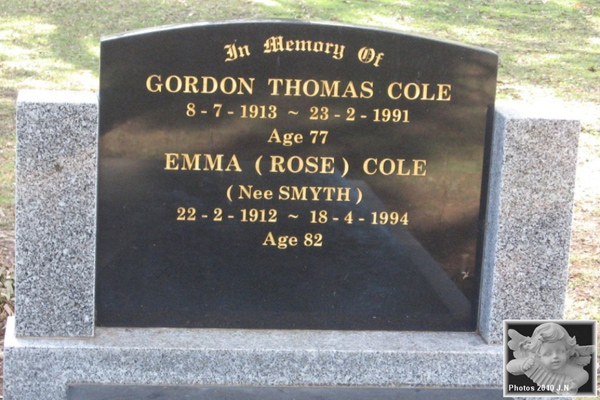 In Memory Of
GORDON THOMAS COLE
8 - 7 - 1913 ~ 23 - 2 - 1991
Age 77
EMMA ( ROSE ) COLE
( Nee SMYTH )
22 - 2 - 1912 ~ 18 - 4 - 1994
Age 82
Photos 2010 J.N